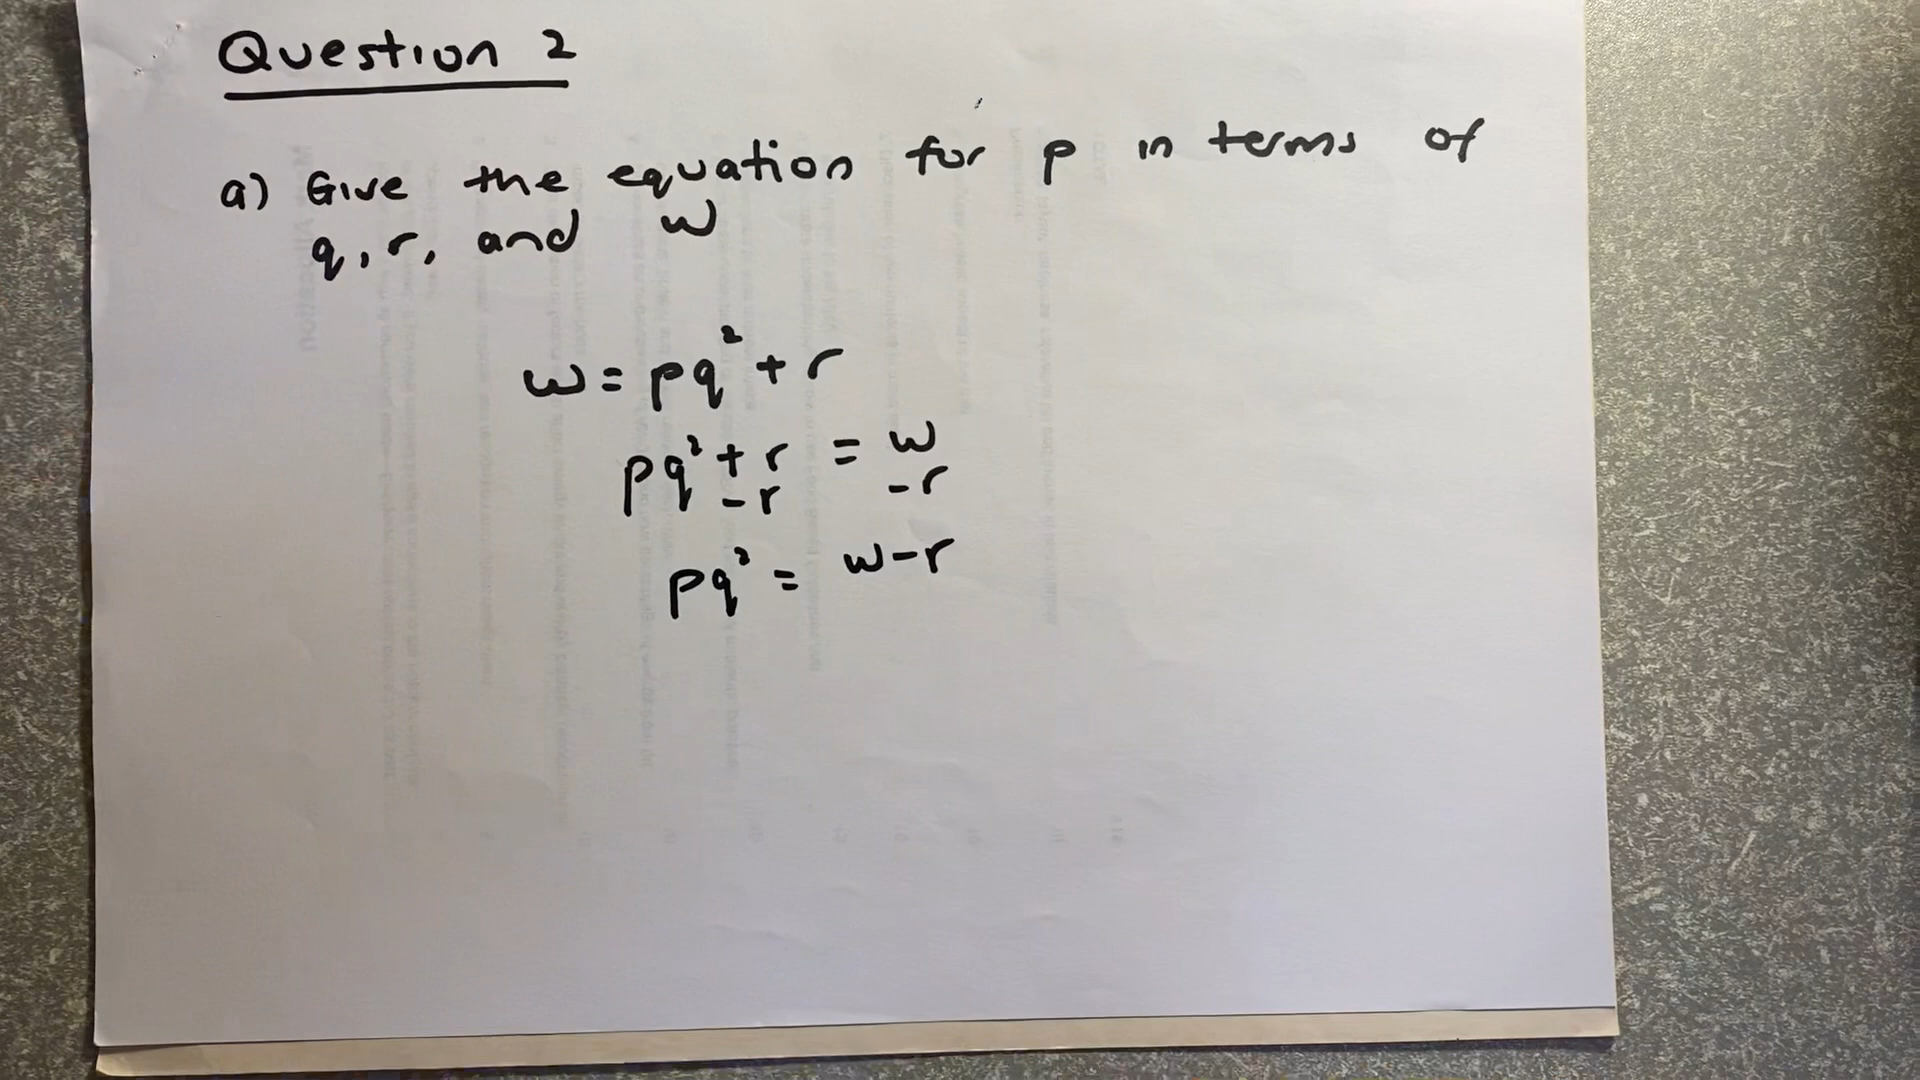 Question 2
a) Give the equation for p in terms of
q, r, and w
w = pq² + r
pq² + r = w
- r - r
pq² = w - r